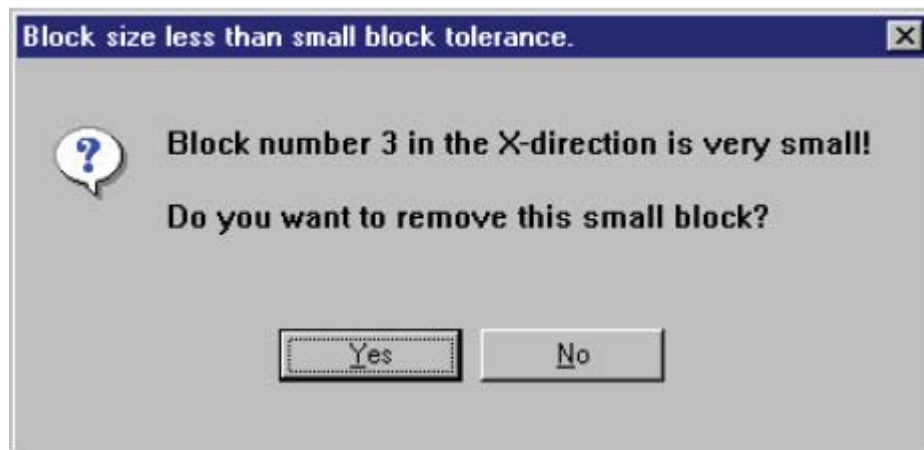 Block size less than small block tolerance.
?
Block number 3 in the X-direction is very small!
Do you want to remove this small block?
Yes No